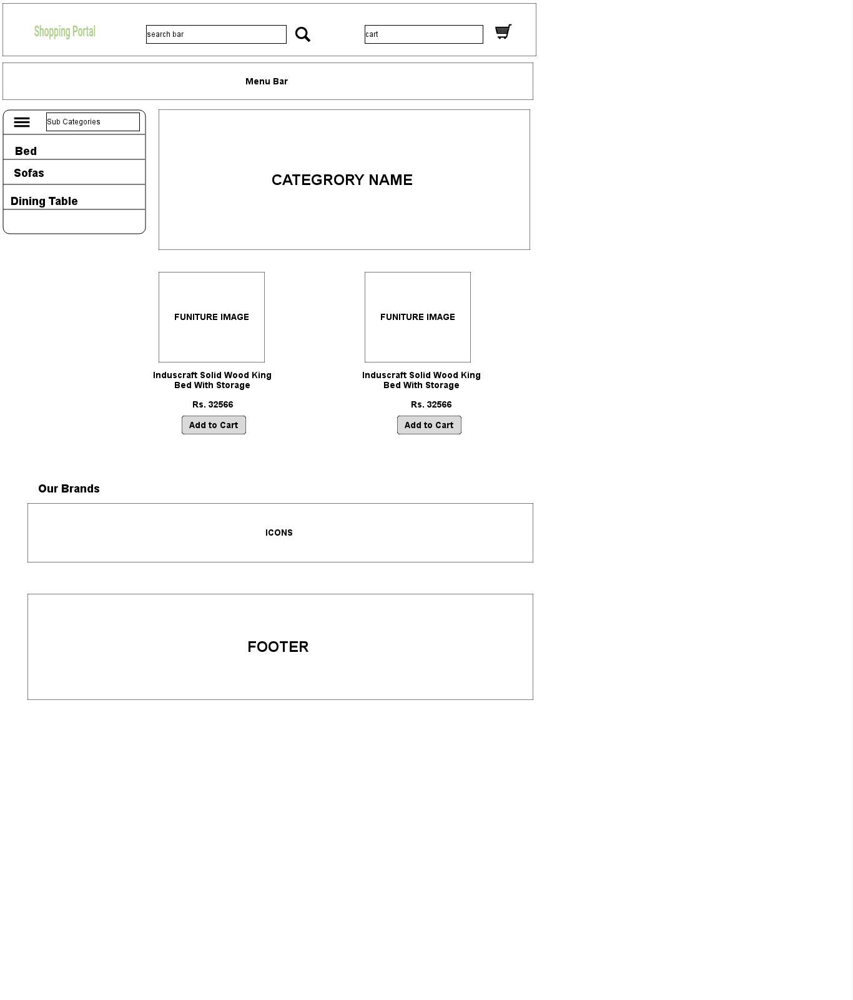 Shopping Portal
search bar
cart
Menu Bar
Sub Categories
Bed
Sofas
Dining Table
CATEGRORY NAME
FUNITURE IMAGE
FUNITURE IMAGE
Induscraft Solid Wood King
Bed With Storage
Rs. 32566
Add to Cart
Induscraft Solid Wood King
Bed With Storage
Rs. 32566
Add to Cart
Our Brands
ICONS
FOOTER